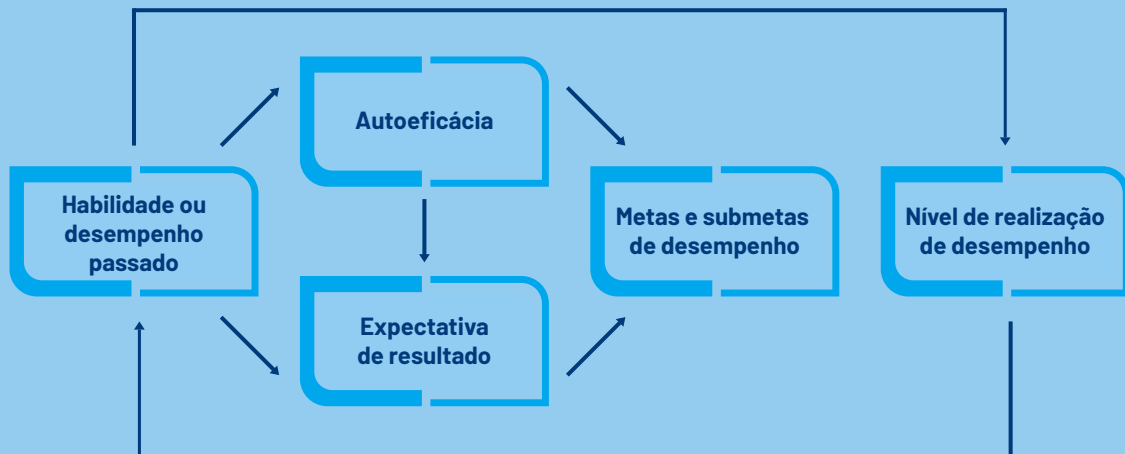 Autoeficácia
Habilidade ou
desempenho
passado
Metas e submetas
de desempenho
Nível de realização
de desempenho
Expectativa
de resultado